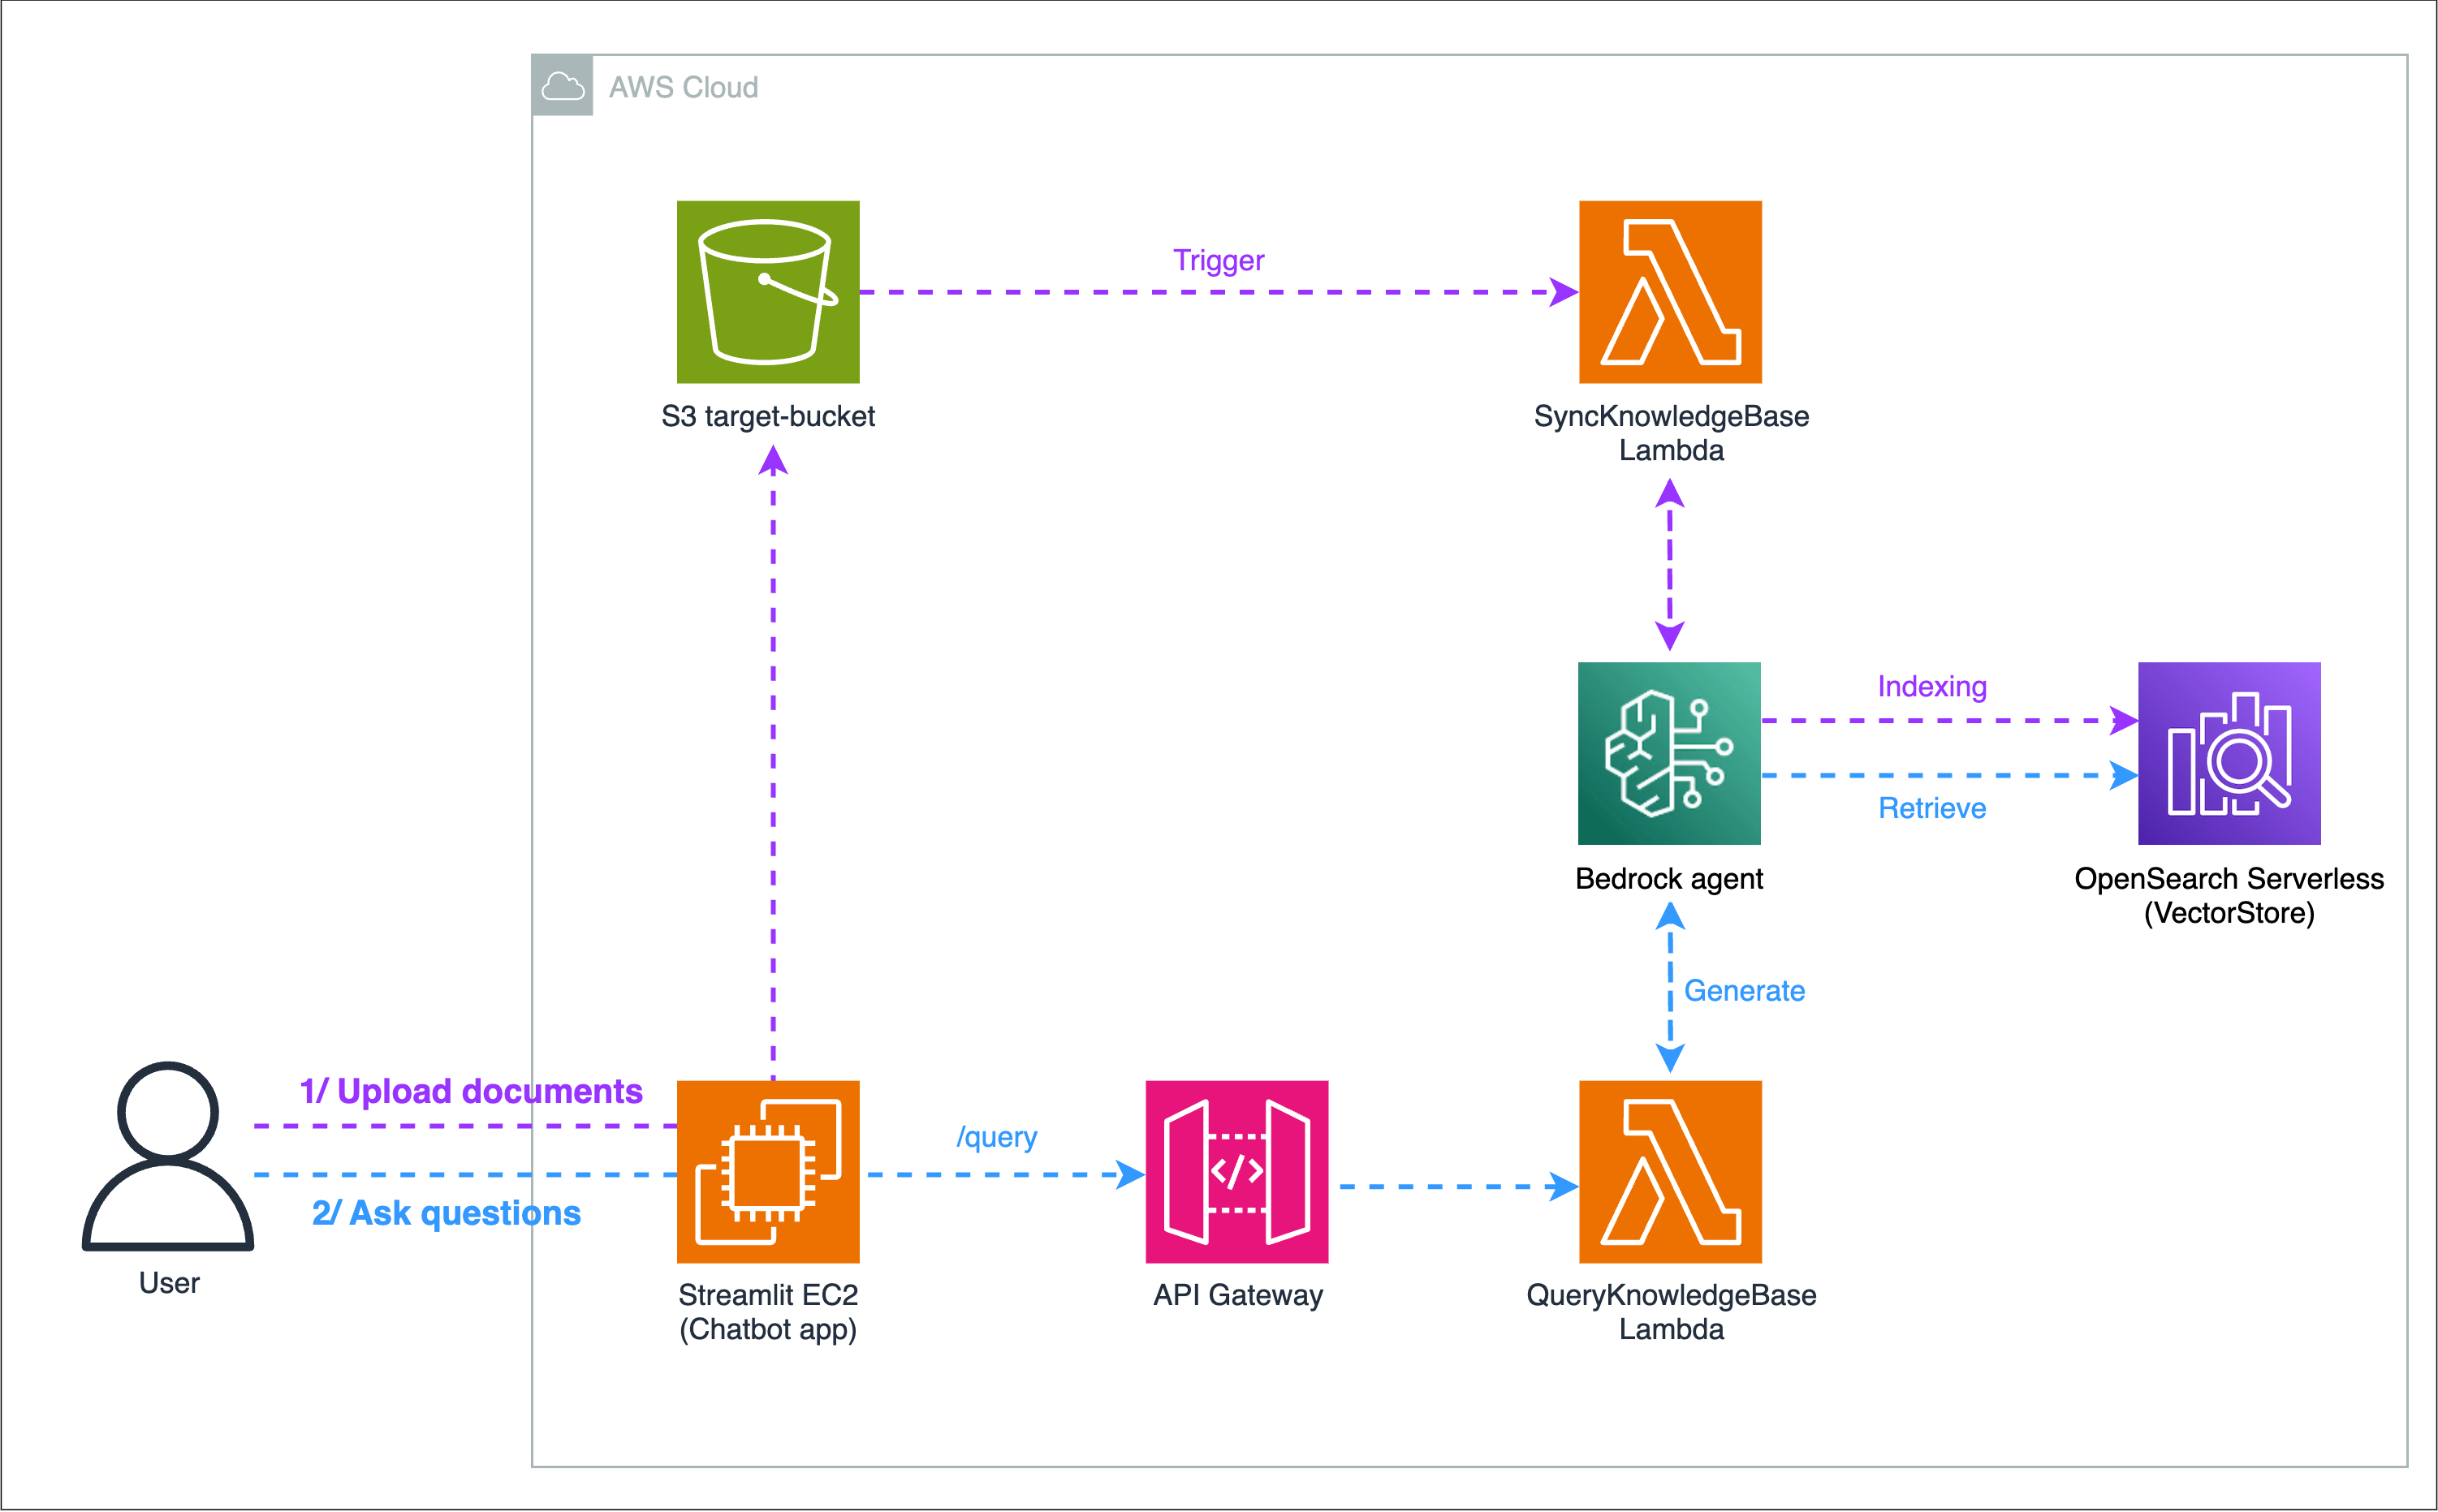 AWS Cloud
Trigger
S3 target-bucket
SyncKnowledgeBase
Lambda
Indexing
Retrieve
Bedrock agent
OpenSearch Serverless
(VectorStore)
Generate
1/ Upload documents
/query
2/ Ask questions
User
Streamlit EC2
(Chatbot app)
API Gateway
QueryKnowledgeBase
Lambda